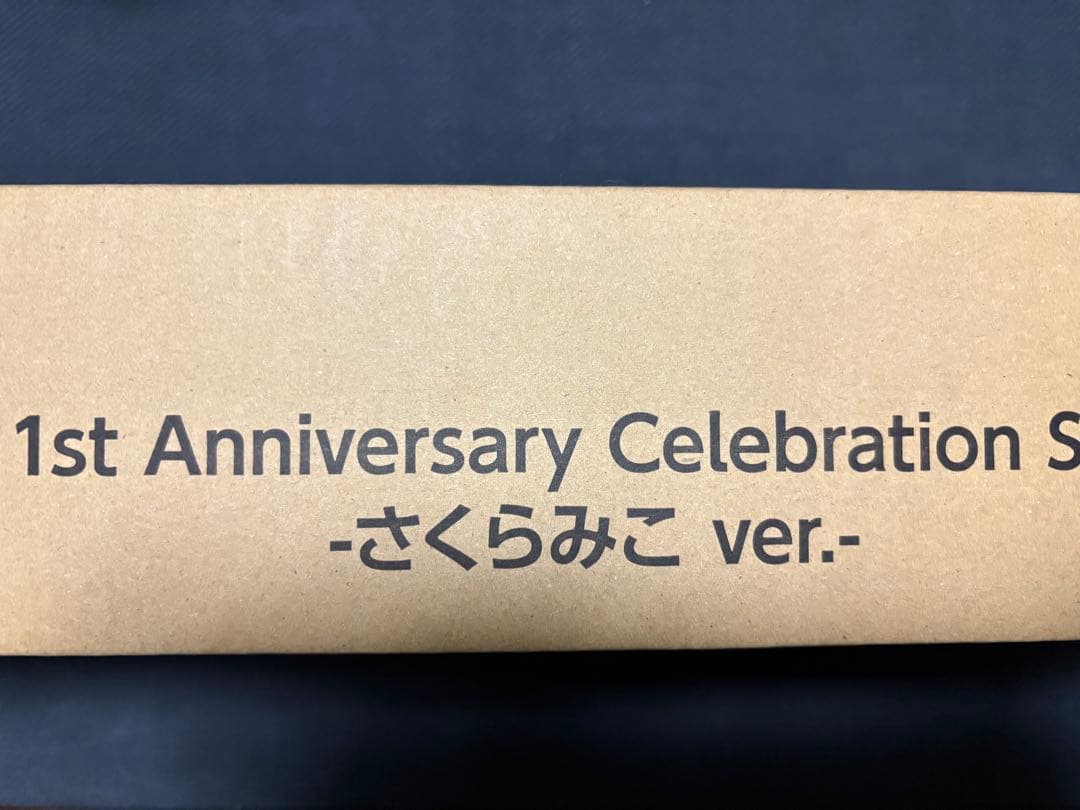 1st Anniversary Celebration S
-さくらみこ ver.-